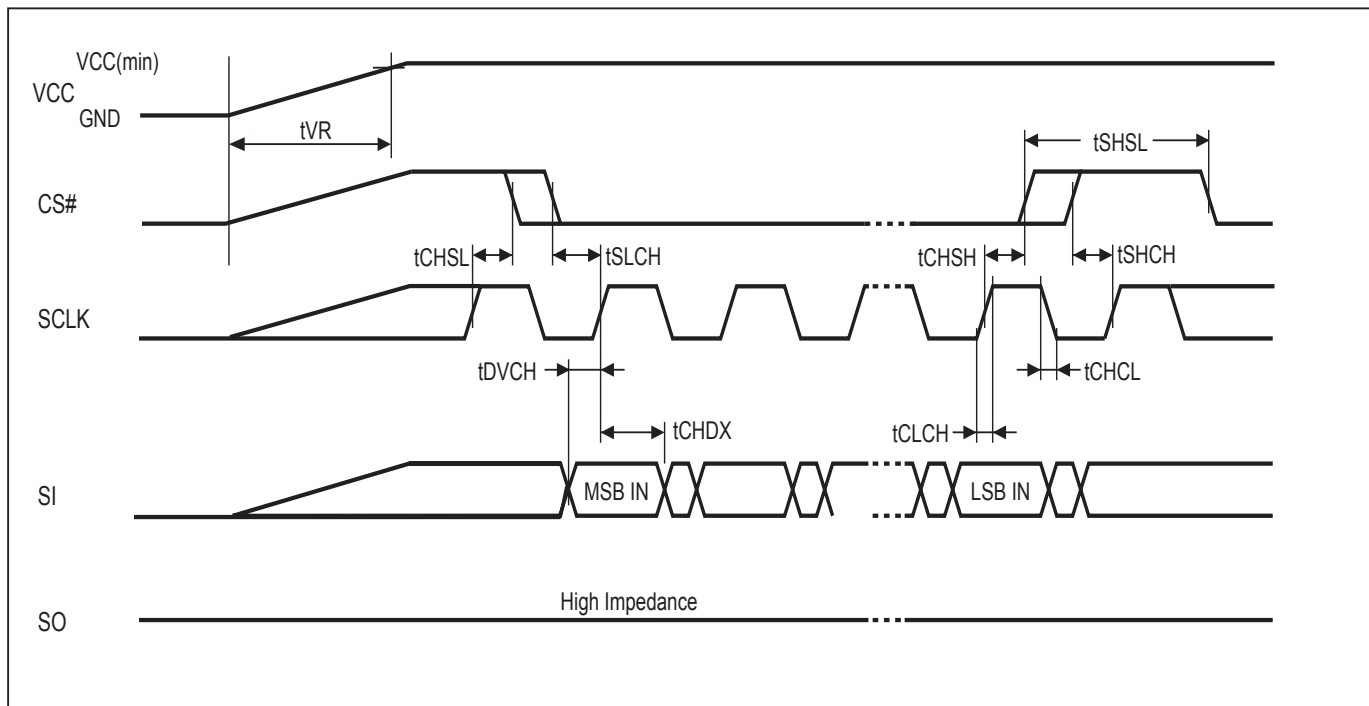 VCC(min)
VCC
GND
tVR
tSHSL
CS#
tCHSL
tSLCH
tCHSH
tSHCH
SCLK
tDVCH
tCHCL
tCHDX
tCLCH
SI
MSB IN
LSB IN
High Impedance
SO